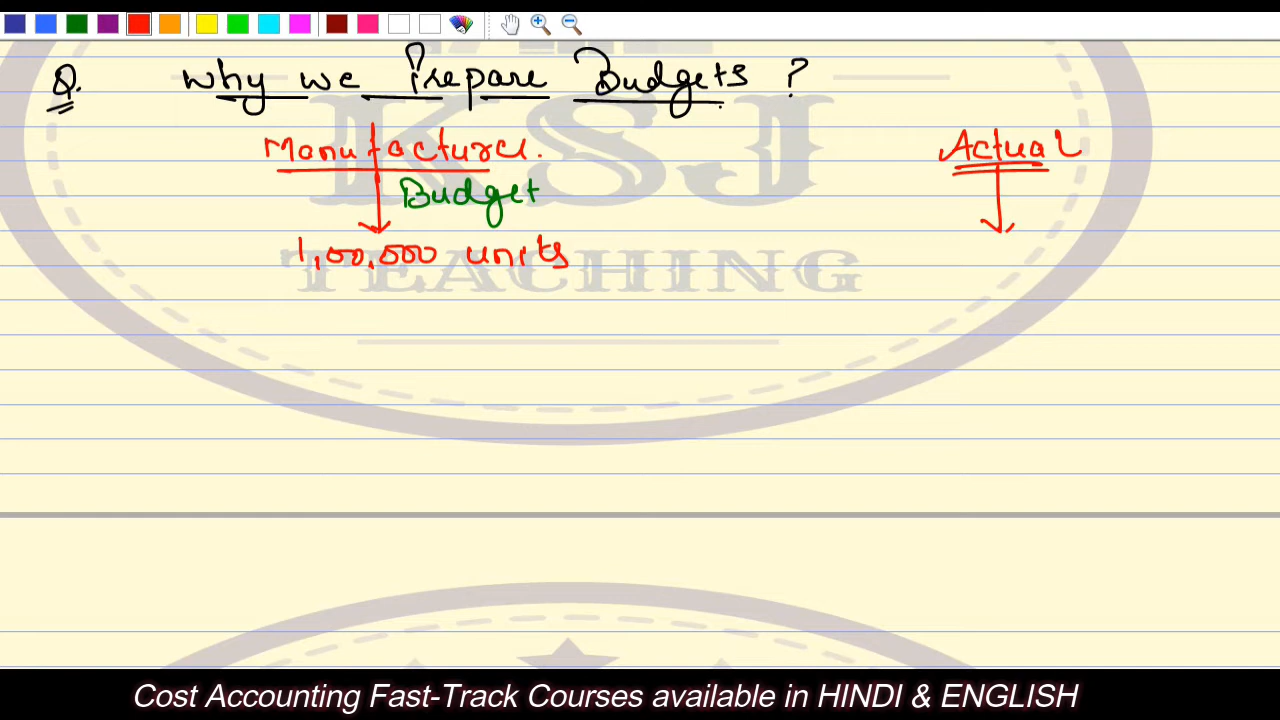 Q. Why we Prepare Budgets ?
Manufacturer. Actual
Budget
1,00,000 units
KSJ
TEACHING
Cost Accounting Fast-Track Courses available in HINDI & ENGLISH